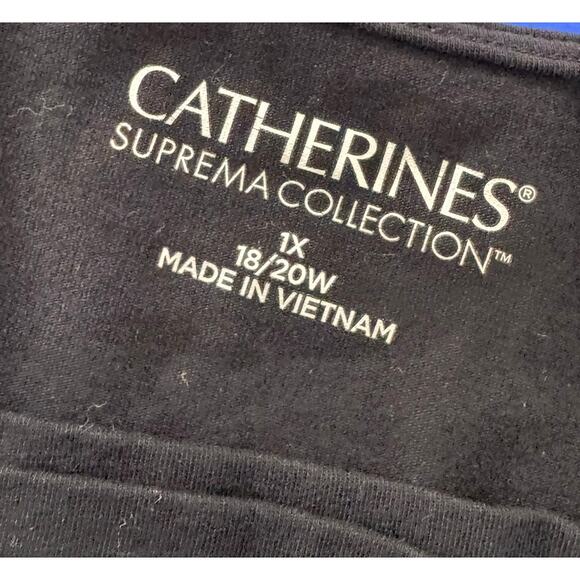 CATHERINES®
SUPREMA COLLECTION™
1X
18/20W
MADE IN VIETNAM